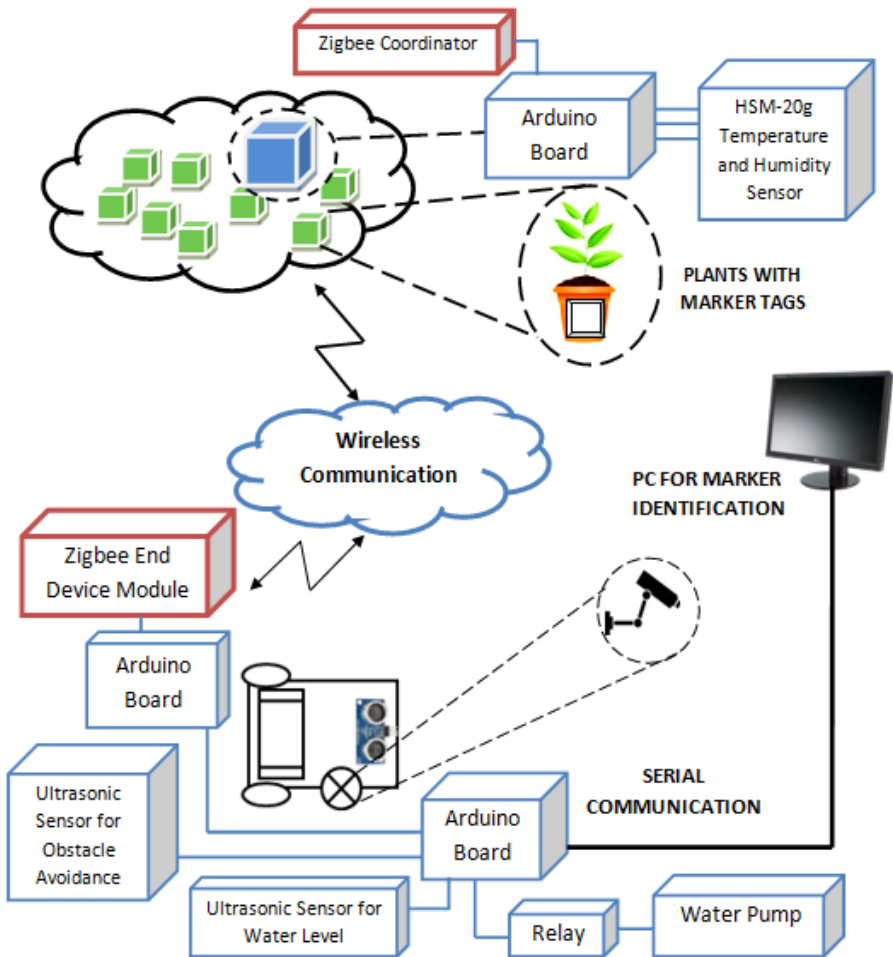 Zigbee Coordinator
Arduino
Board
HSM-20g
Temperature
and Humidity
Sensor
PLANTS WITH
MARKER TAGS
Wireless
Communication
PC FOR MARKER
IDENTIFICATION
Zigbee End
Device Module
Arduino
Board
SERIAL
COMMUNICATION
Ultrasonic
Sensor for
Obstacle
Avoidance
Arduino
Board
Ultrasonic Sensor for
Water Level
Relay
Water Pump